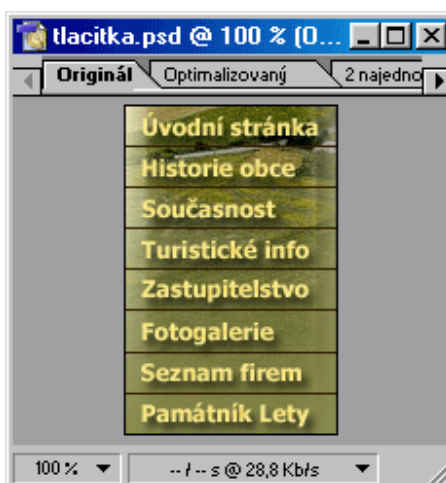 tlacitka.psd @ 100 % (O...
Originál Optimalizovaný 2 najedno
Úvodní stránka
Historie obce
Současnost
Turistické info
Zastupitelstvo
Fotogalerie
Seznam firem
Památník Lety
100 % -- / -- s @ 28,8 Kb/s